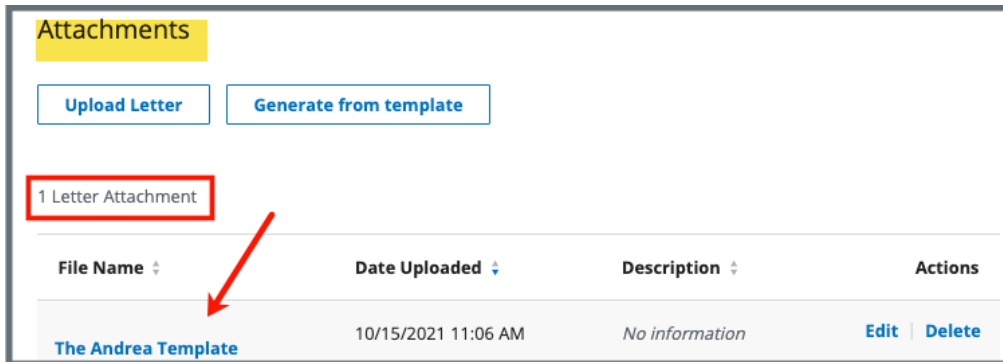 Attachments
Upload Letter Generate from template
1 Letter Attachment
File Name Date Uploaded Description Actions
The Andrea Template 10/15/2021 11:06 AM No information Edit Delete